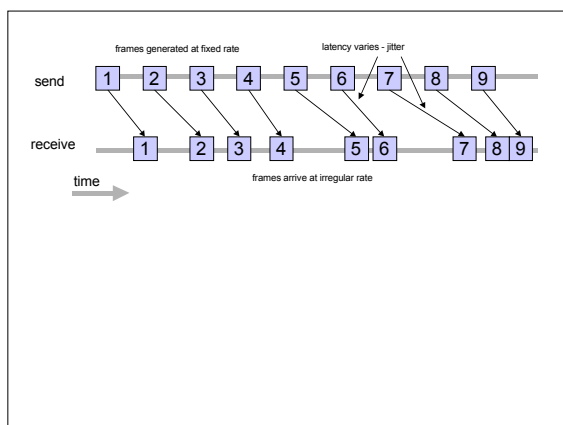 frames generated at fixed rate
latency varies - jitter
send
1 2 3 4 5 6 7 8 9
receive
1 2 3 4 5 6 7 8 9
time
frames arrive at irregular rate